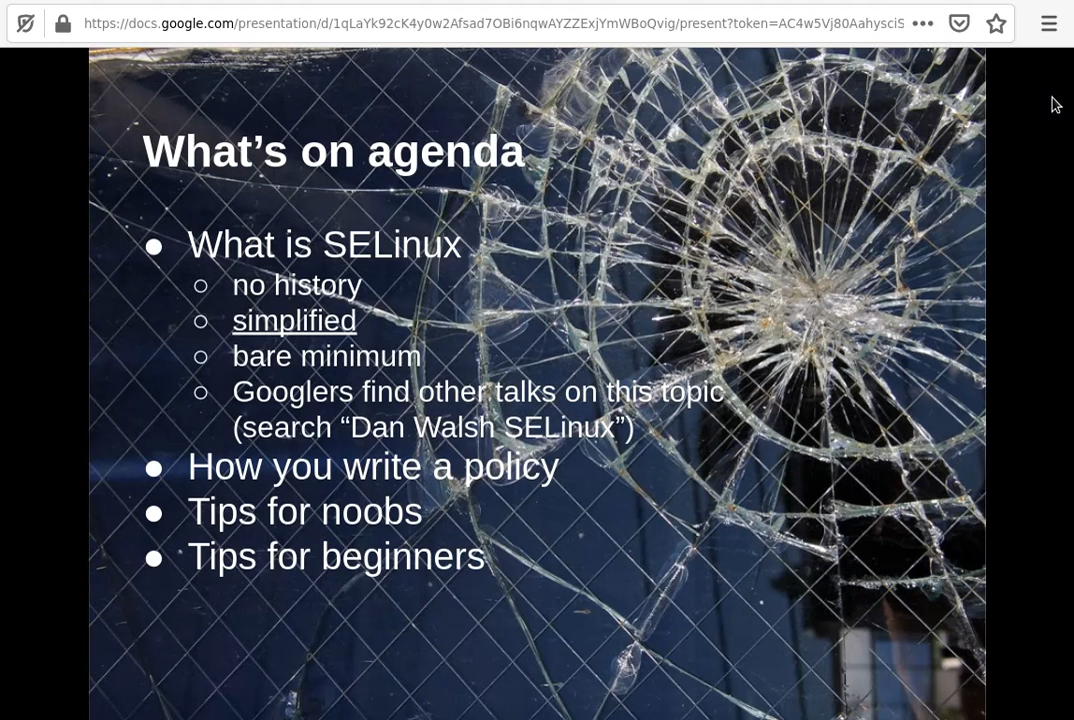 https://docs.google.com/presentation/d/1qLaYk92cK4y0w2Afsad7OBi6nqwAYZZExjYmWBoQvig/present?token=AC4w5Vj80AahysciS
What’s on agenda
● What is SELinux
○ no history
○ simplified
○ bare minimum
○ Googlers find other talks on this topic
(search “Dan Walsh SELinux”)
● How you write a policy
● Tips for noobs
● Tips for beginners